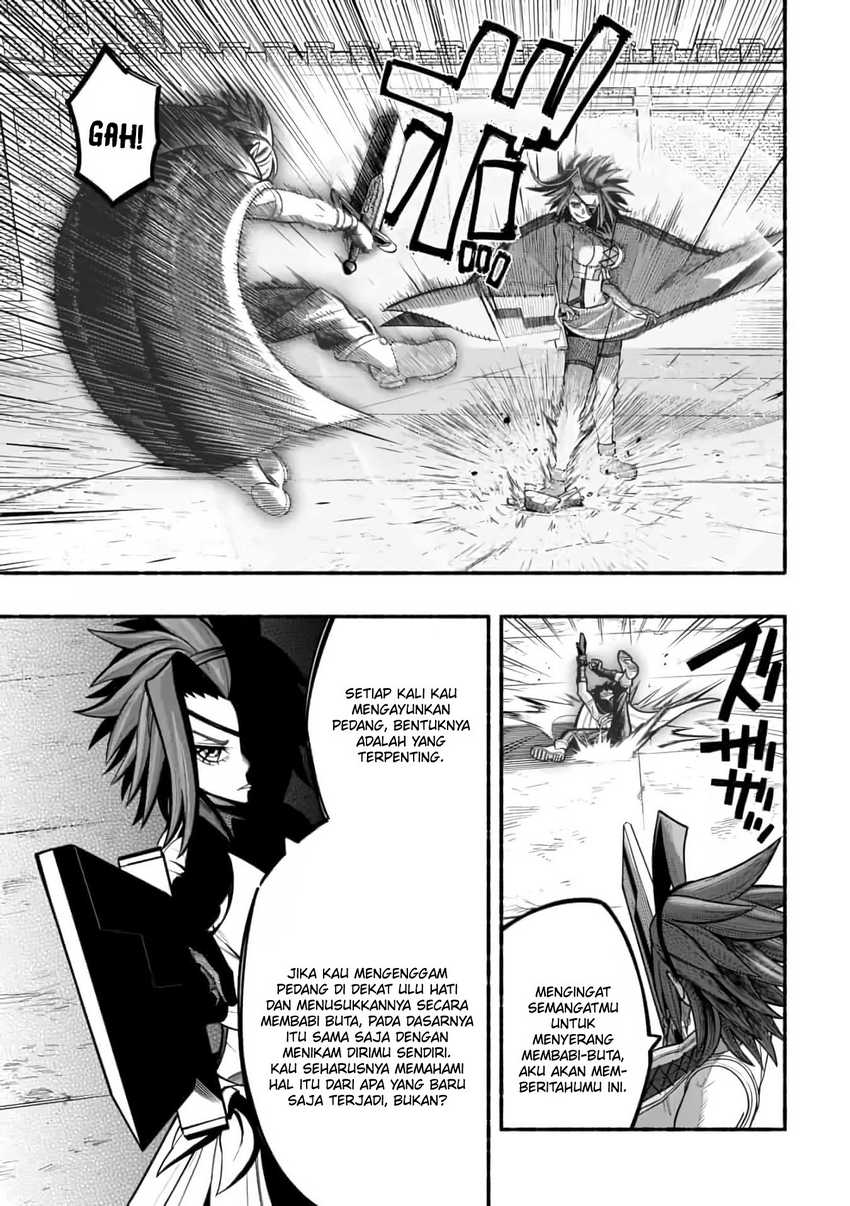 ボッ
GAH!
ズザザッ
MENGINGAT
SEMANGATMU
UNTUK
MENYERANG
MEMBABI-BUTA,
AKU AKAN MEM-
BERITAHUMU INI.
SETIAP KALI KAU
MENGAYUNKAN
PEDANG, BENTUKNYA
ADALAH YANG
TERPENTING.
JIKA KAU MENGENGGAM
PEDANG DI DEKAT ULU HATI
DAN MENUSUKKANNYA SECARA
MEMBABI BUTA, PADA DASARNYA
ITU SAMA SAJA DENGAN
MENIKAM DIRIMU SENDIRI.
KAU SEHARUSNYA MEMAHAMI
HAL ITU DARI APA YANG BARU
SAJA TERJADI, BUKAN?